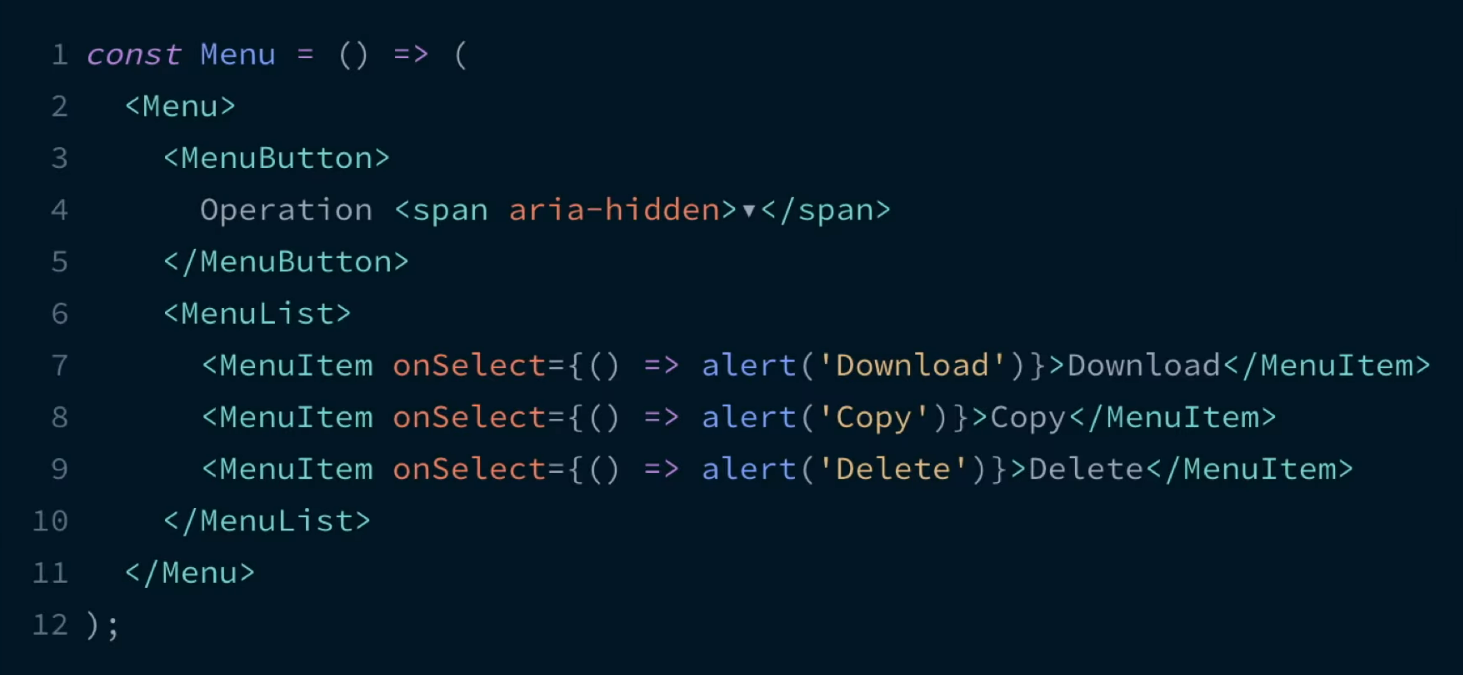 1 const Menu = () => (
2   <Menu>
3     <MenuButton>
4       Operation <span aria-hidden>▾</span>
5     </MenuButton>
6     <MenuList>
7       <MenuItem onSelect={() => alert('Download')}>Download</MenuItem>
8       <MenuItem onSelect={() => alert('Copy')}>Copy</MenuItem>
9       <MenuItem onSelect={() => alert('Delete')}>Delete</MenuItem>
10     </MenuList>
11   </Menu>
12 );